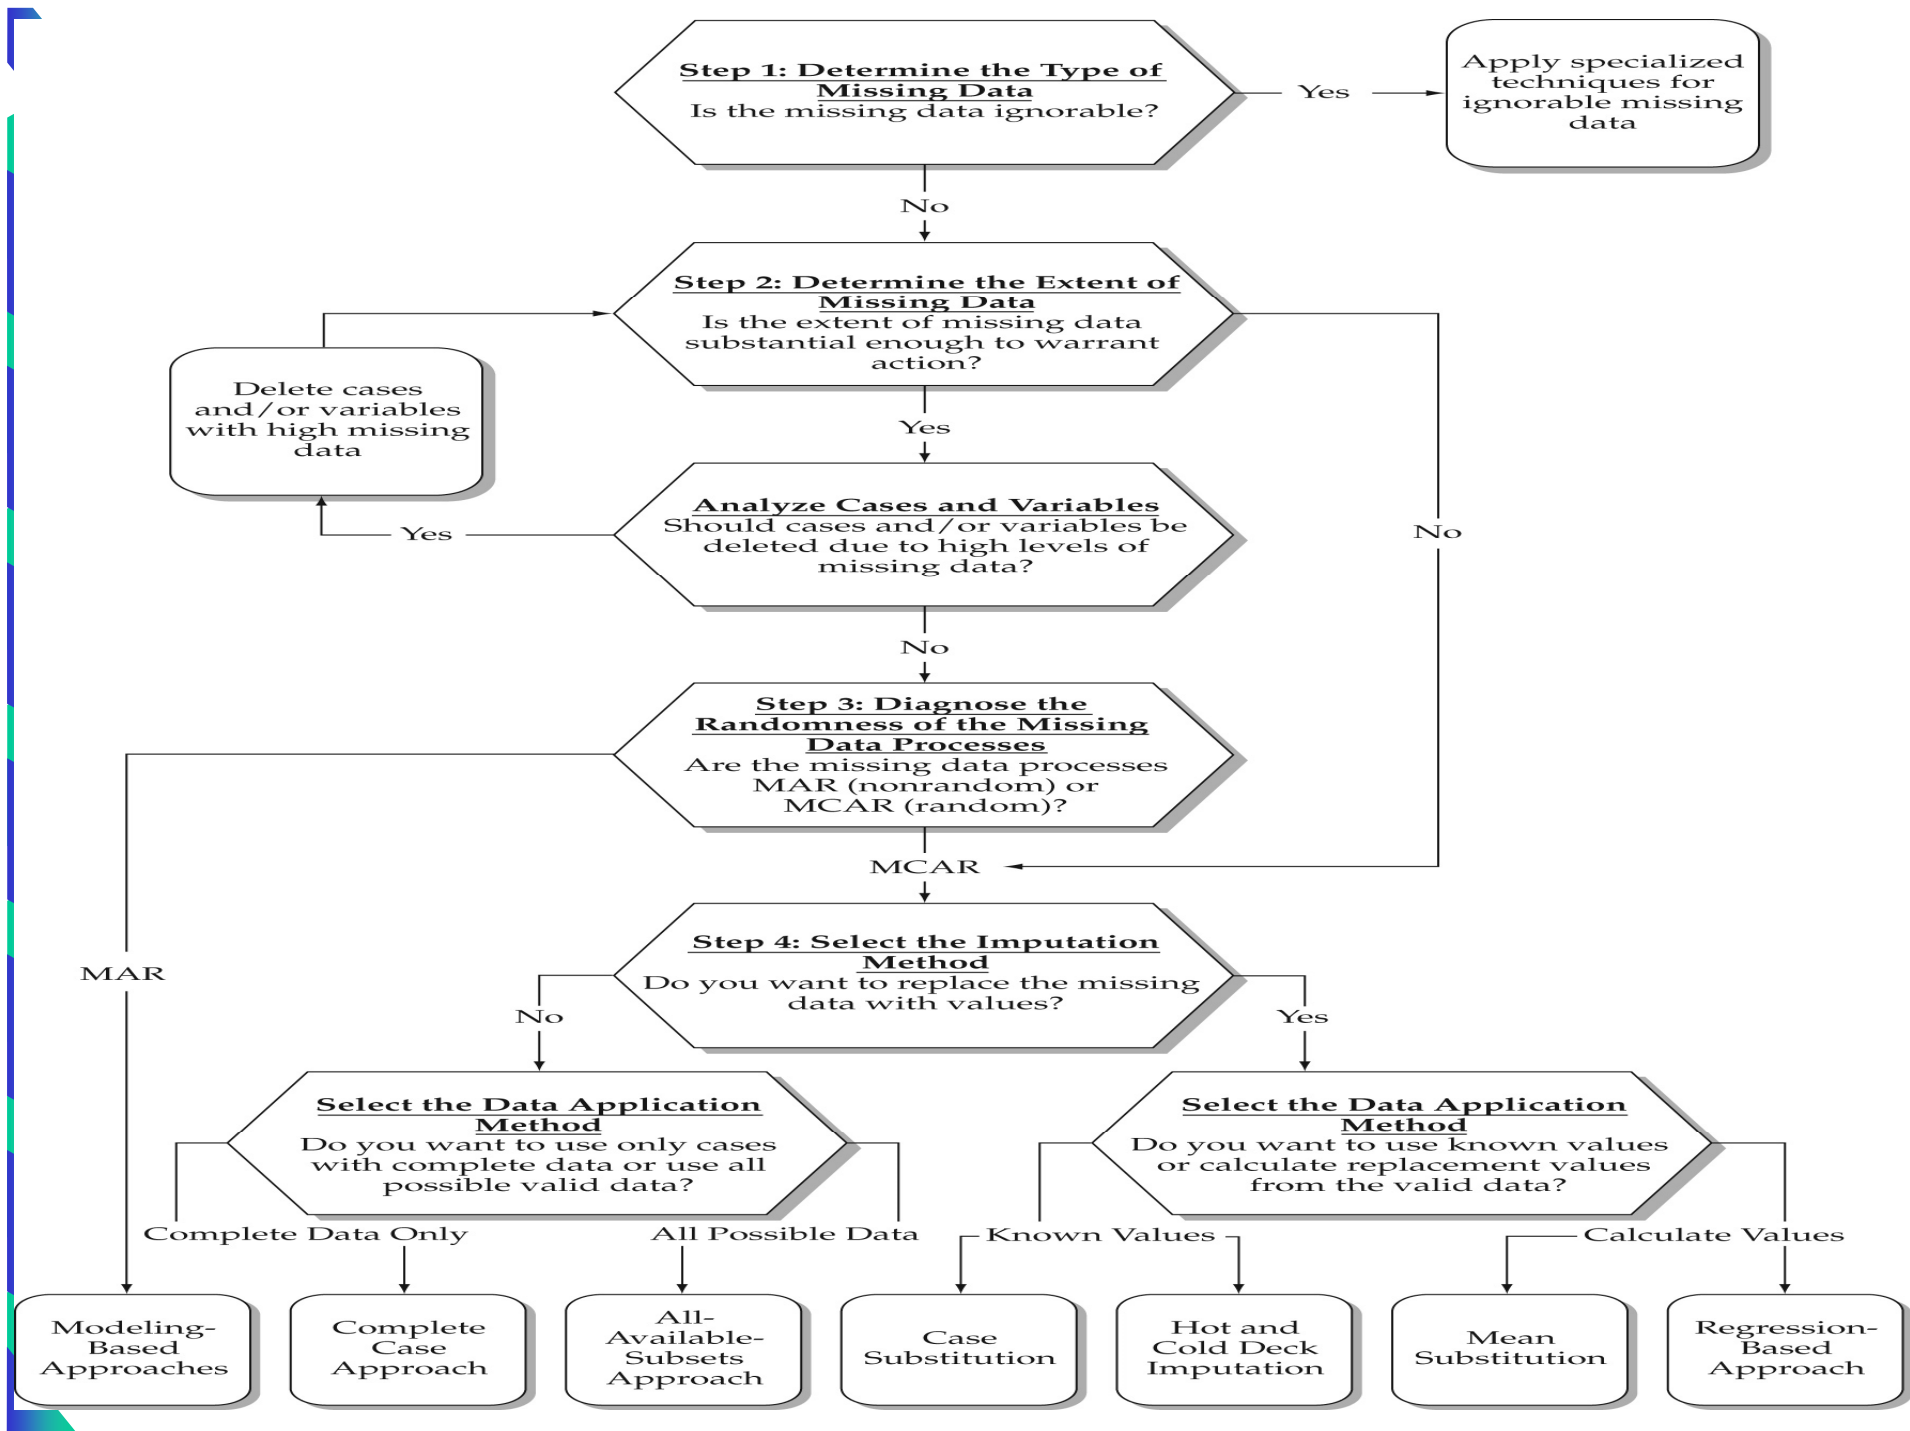 Step 1: Determine the Type of
Missing Data
Is the missing data ignorable?
Yes
Apply specialized
techniques for
ignorable missing
data
No
Step 2: Determine the Extent of
Missing Data
Is the extent of missing data
substantial enough to warrant
action?
Delete cases
and/or variables
with high missing
data
Yes
Analyze Cases and Variables
Should cases and/or variables be
deleted due to high levels of
missing data?
Yes
No
No
Step 3: Diagnose the
Randomness of the Missing
Data Processes
Are the missing data processes
MAR (nonrandom) or
MCAR (random)?
MCAR
MAR
Step 4: Select the Imputation
Method
Do you want to replace the missing
data with values?
No
Yes
Select the Data Application
Method
Do you want to use only cases
with complete data or use all
possible valid data?
Select the Data Application
Method
Do you want to use known values
or calculate replacement values
from the valid data?
Complete Data Only
All Possible Data
Known Values
Calculate Values
Modeling-
Based
Approaches
Complete
Case
Approach
All-
Available-
Subsets
Approach
Case
Substitution
Hot and
Cold Deck
Imputation
Mean
Substitution
Regression-
Based
Approach